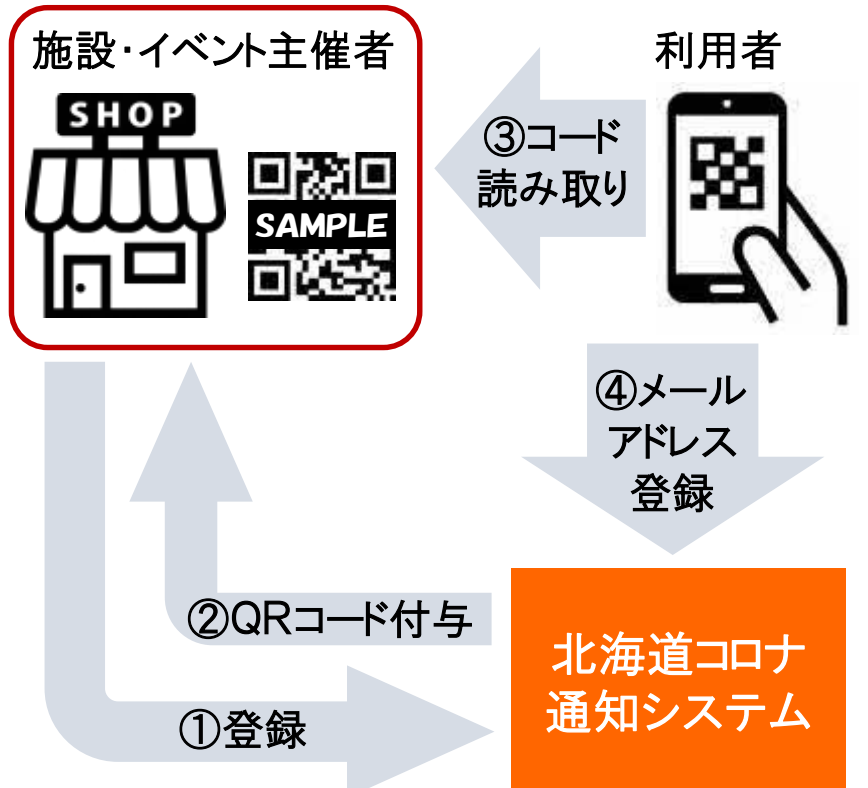 施設・イベント主催者
利用者
SHOP
SAMPLE
③コード
読み取り
④メール
アドレス
登録
②QRコード付与
①登録
北海道コロナ
通知システム